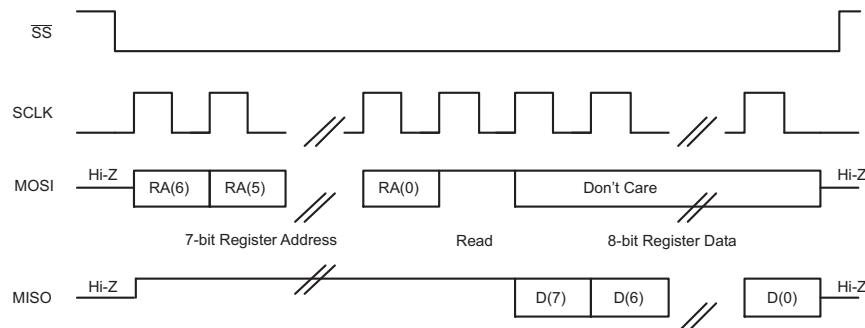 SS
SCLK
Hi-Z
Hi-Z
MOSI
RA(6)
RA(5)
RA(0)
Don't Care
7-bit Register Address
Read
8-bit Register Data
Hi-Z
Hi-Z
MISO
D(7)
D(6)
D(0)